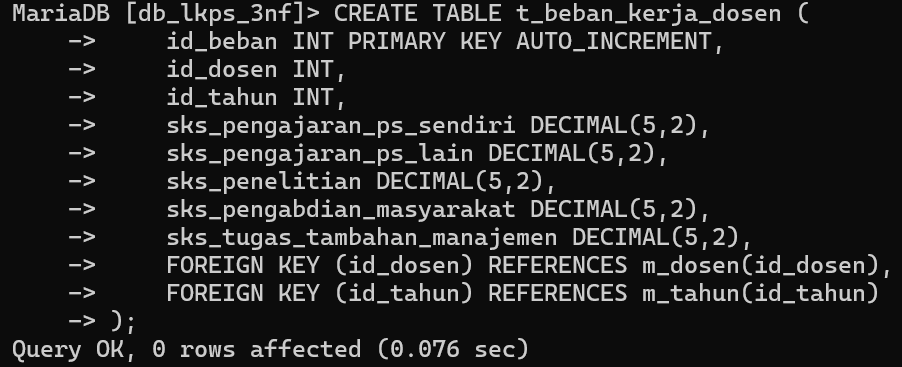 MariaDB [db_lkps_3nf]> CREATE TABLE t_beban_kerja_dosen (
    ->     id_beban INT PRIMARY KEY AUTO_INCREMENT,
    ->     id_dosen INT,
    ->     id_tahun INT,
    ->     sks_pengajaran_ps_sendiri DECIMAL(5,2),
    ->     sks_pengajaran_ps_lain DECIMAL(5,2),
    ->     sks_penelitian DECIMAL(5,2),
    ->     sks_pengabdian_masyarakat DECIMAL(5,2),
    ->     sks_tugas_tambahan_manajemen DECIMAL(5,2),
    ->     FOREIGN KEY (id_dosen) REFERENCES m_dosen(id_dosen),
    ->     FOREIGN KEY (id_tahun) REFERENCES m_tahun(id_tahun)
    -> );
Query OK, 0 rows affected (0.076 sec)